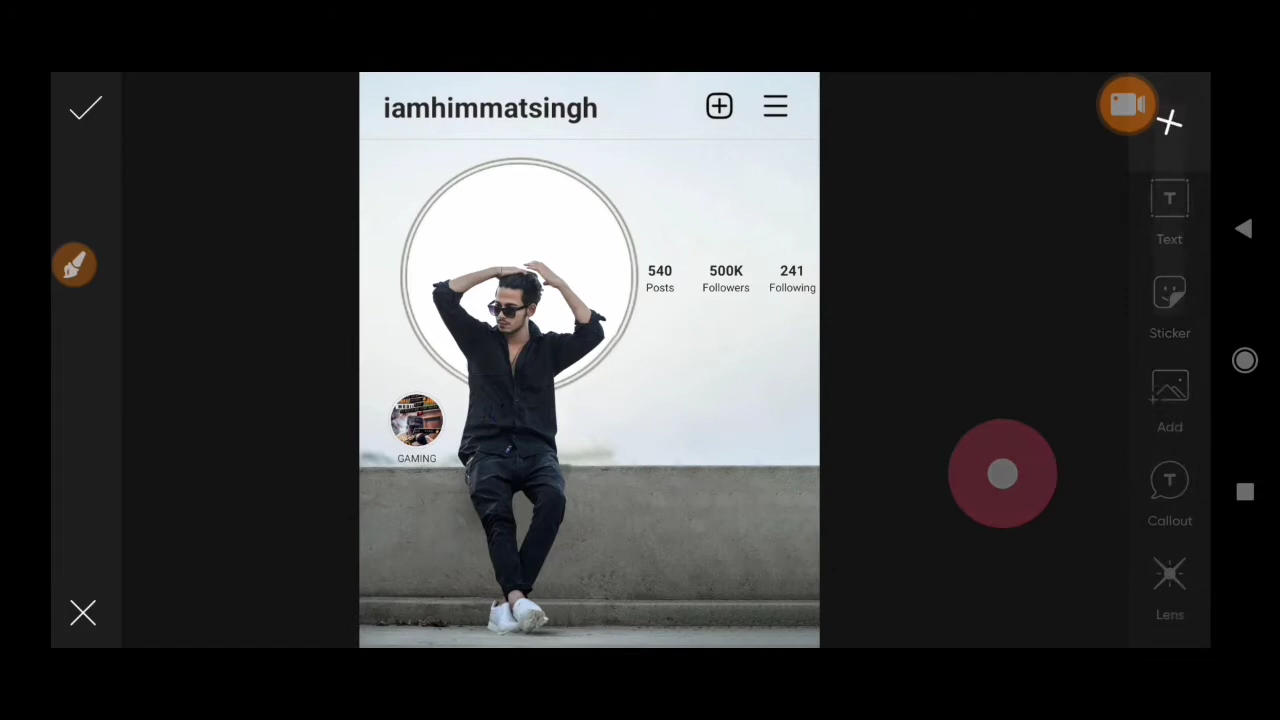 iamhimmatsingh
540 500K 241
Posts Followers Following
GAMING
T
Text
Sticker
Add
T
Callout
Lens